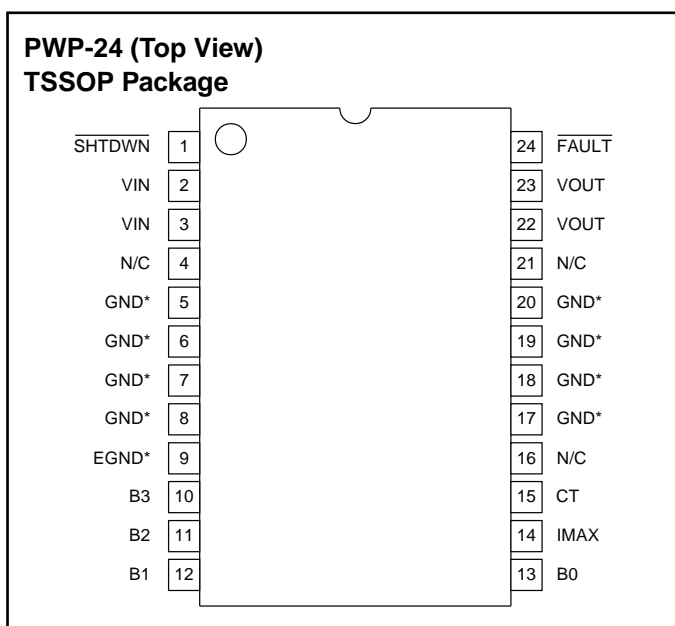 PWP-24 (Top View)
TSSOP Package
SHTDWN 1 24 FAULT
VIN 2 23 VOUT
VIN 3 22 VOUT
N/C 4 21 N/C
GND* 5 20 GND*
GND* 6 19 GND*
GND* 7 18 GND*
GND* 8 17 GND*
EGND* 9 16 N/C
B3 10 15 CT
B2 11 14 IMAX
B1 12 13 B0